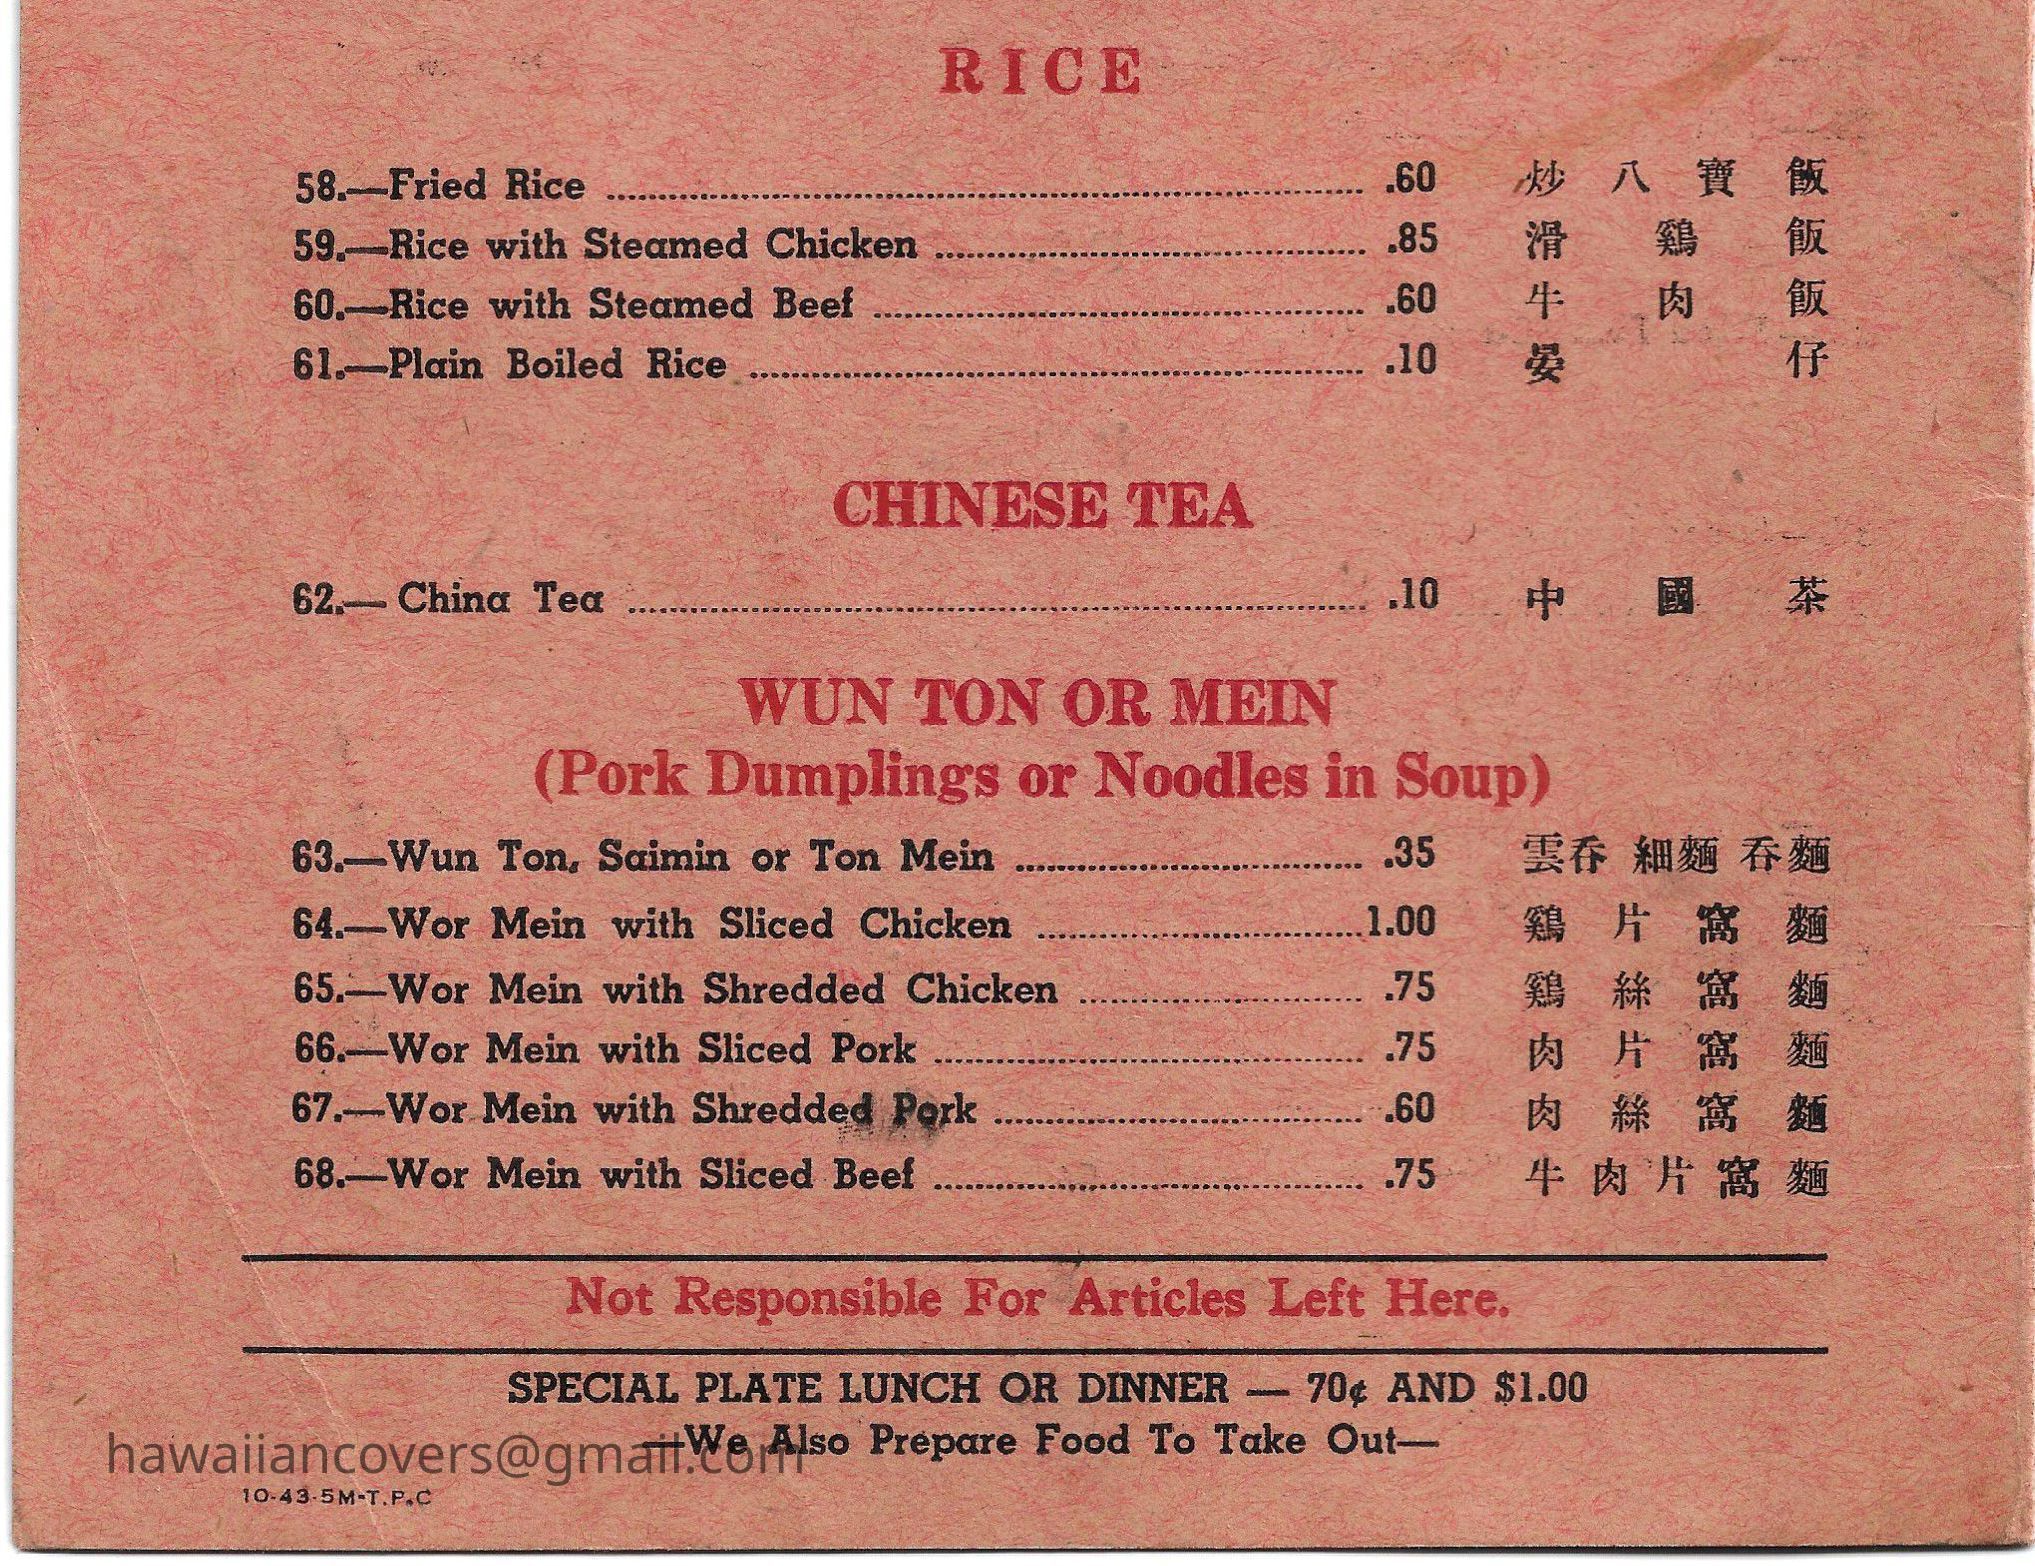 RICE
58.—Fried Rice .60 炒八寶飯
59.—Rice with Steamed Chicken .85 滑鷄飯
60.—Rice with Steamed Beef .60 牛肉飯
61.—Plain Boiled Rice .10 晏仔
CHINESE TEA
62.— China Tea .10 中國茶
WUN TON OR MEIN
(Pork Dumplings or Noodles in Soup)
63.—Wun Ton, Saimin or Ton Mein .35 雲吞 細麵 吞麵
64.—Wor Mein with Sliced Chicken 1.00 鷄片窩麵
65.—Wor Mein with Shredded Chicken .75 鷄絲窩麵
66.—Wor Mein with Sliced Pork .75 肉片窩麵
67.—Wor Mein with Shredded Pork .60 肉絲窩麵
68.—Wor Mein with Sliced Beef .75 牛肉片窩麵
Not Responsible For Articles Left Here.
SPECIAL PLATE LUNCH OR DINNER — 70¢ AND $1.00
—We Also Prepare Food To Take Out—
hawaiiancovers@gmail.com
10-43-5M-T.P.C